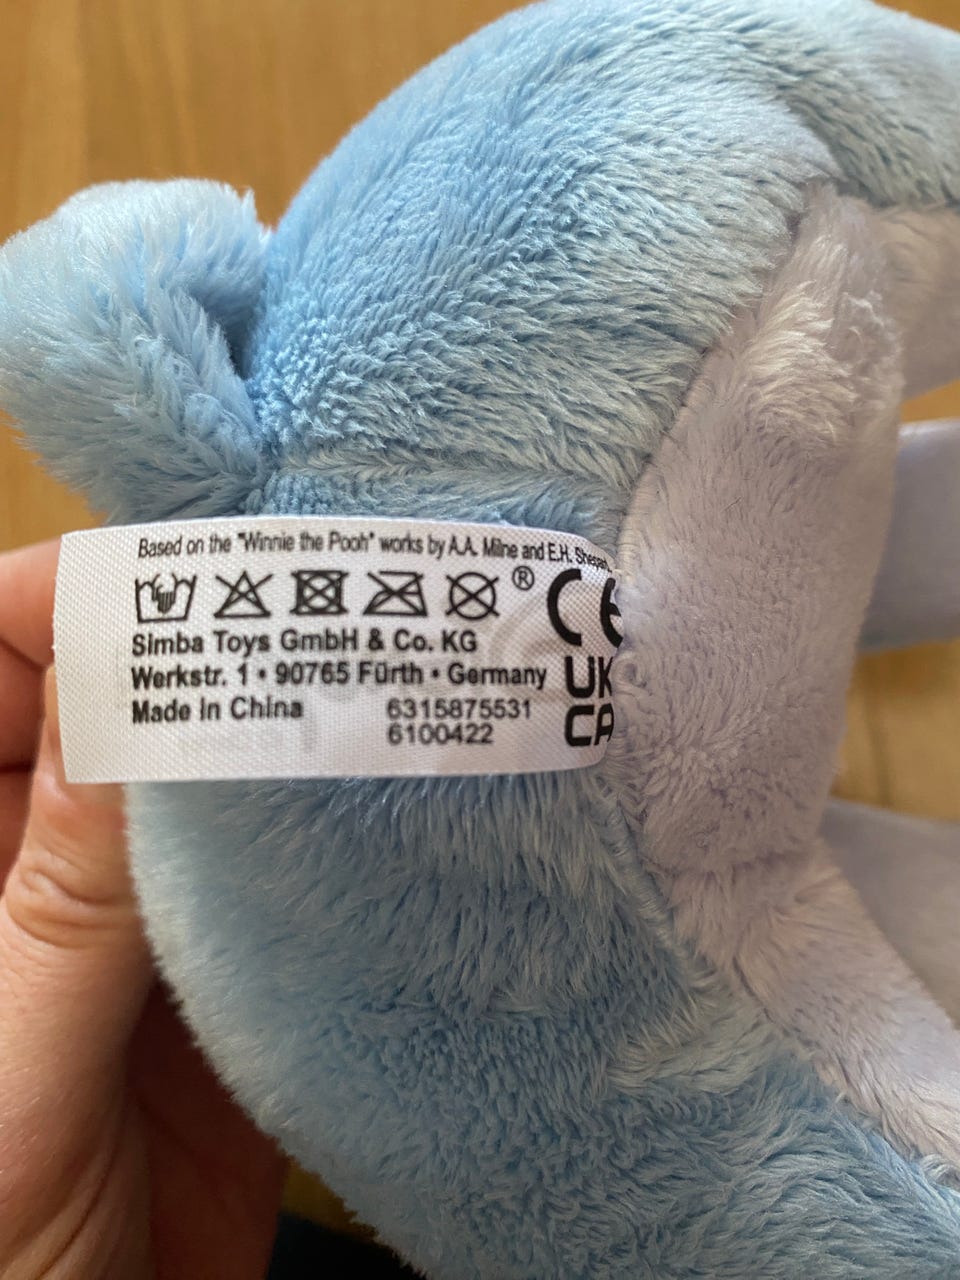 Based on the "Winnie the Pooh" works by A.A. Milne and E.H.
®
CE
Simba Toys GmbH & Co. KG
Werkstr. 1 • 90765 Fürth • Germany
UK
CA
Made in China
6315875531
6100422